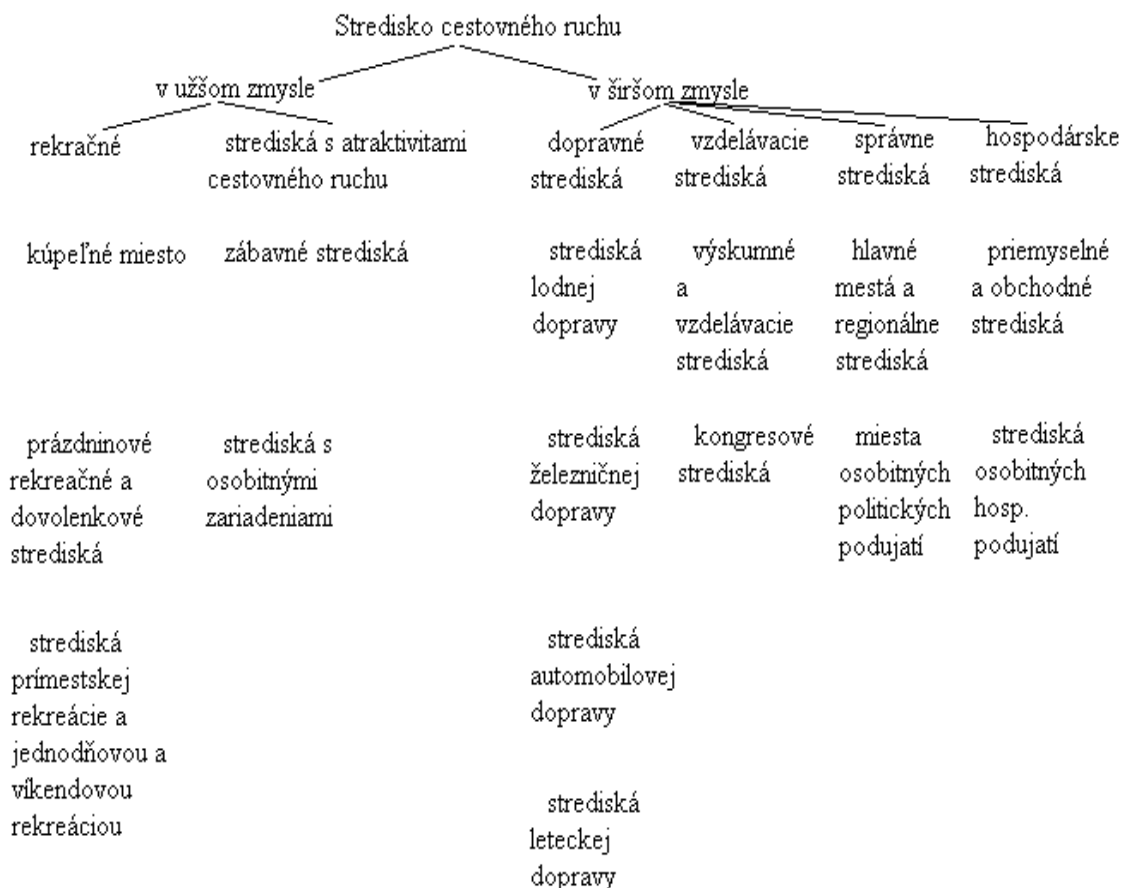 Stredisko cestovného ruchu
v užšom zmysle
v širšom zmysle
rekračné
strediská s atraktivitami
cestovného ruchu
dopravné
strediská
vzdelávacie
strediská
správne
strediská
hospodárske
strediská
kúpeľné miesto
zábavné strediská
strediská
lodnej
dopravy
výskumné
a
vzdelávacie
strediská
hlavné
mestá a
regionálne
strediská
priemyselné
a obchodné
strediská
prázdninové
rekreačné a
dovolenkové
strediská
strediská s
osobitnými
zariadeniami
strediská
železničnej
dopravy
kongresové
strediská
miesta
osobitných
politických
podujatí
strediská
osobitných
hosp.
podujatí
strediská
prímestskej
rekreácie a
jednodňovou a
víkendovou
rekreáciou
strediská
automobilovej
dopravy
strediská
leteckej
dopravy